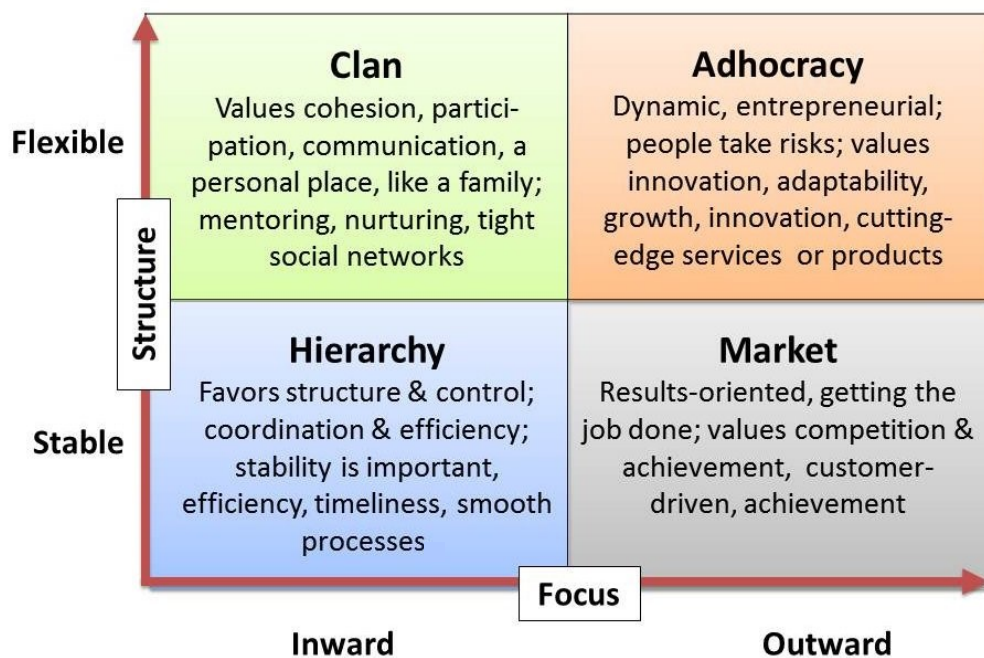 Clan
Values cohesion, partici-
pation, communication, a
personal place, like a family;
mentoring, nurturing, tight
social networks
Adhocracy
Dynamic, entrepreneurial;
people take risks; values
innovation, adaptability,
growth, innovation, cutting-
edge services or products
Flexible
Structure
Stable
Hierarchy
Favors structure & control;
coordination & efficiency;
stability is important,
efficiency, timeliness, smooth
processes
Market
Results-oriented, getting the
job done; values competition &
achievement, customer-
driven, achievement
Focus
Inward
Outward